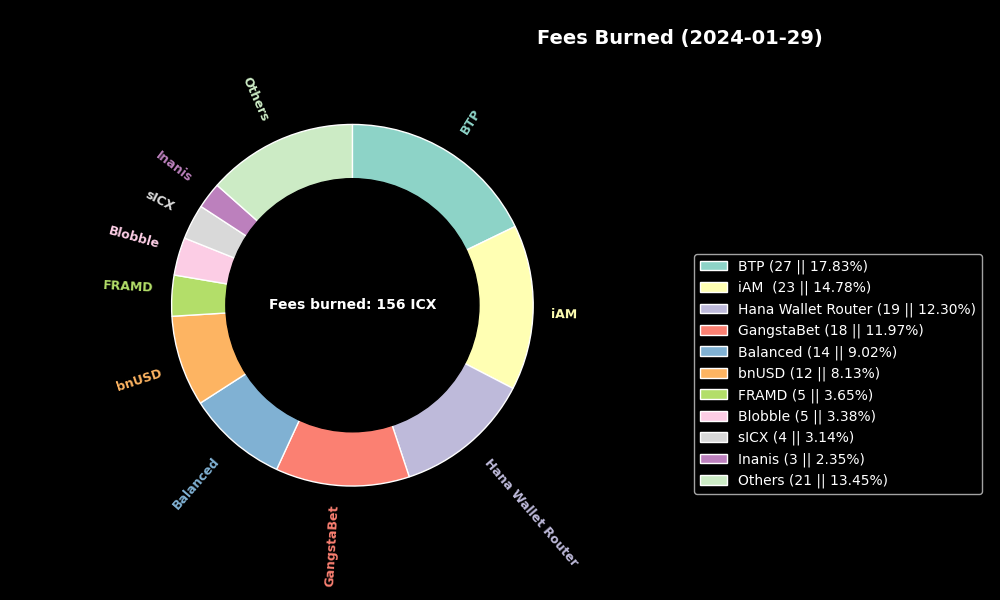 Fees Burned (2024-01-29)
Others
BTP
Inanis
sICX
Blobble
FRAMD
iAM
bnUSD
Balanced
GangstaBet
Hana Wallet Router
Fees burned: 156 ICX
BTP (27 || 17.83%)
iAM  (23 || 14.78%)
Hana Wallet Router (19 || 12.30%)
GangstaBet (18 || 11.97%)
Balanced (14 || 9.02%)
bnUSD (12 || 8.13%)
FRAMD (5 || 3.65%)
Blobble (5 || 3.38%)
sICX (4 || 3.14%)
Inanis (3 || 2.35%)
Others (21 || 13.45%)